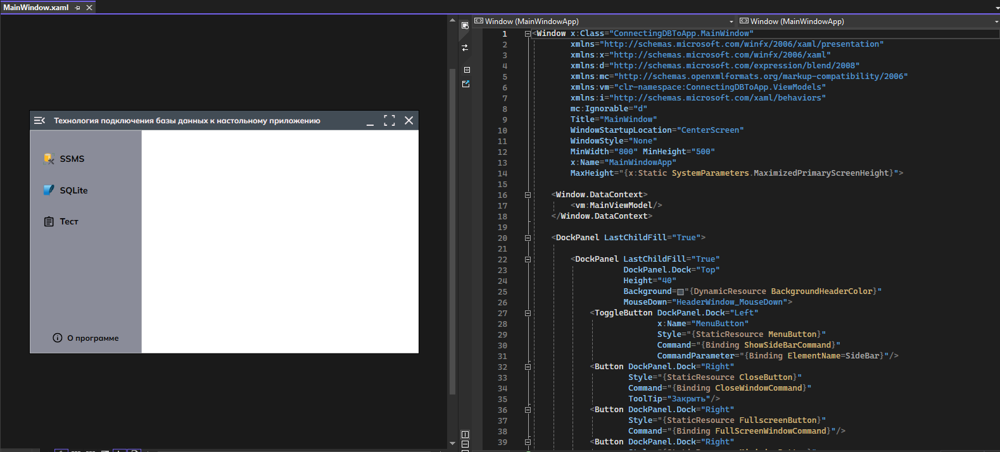 MainWindow.xaml
Технология подключения базы данных к настольному приложению
SSMS
SQLite
Тест
О программе
Window (MainWindowApp)
Window (MainWindowApp)
1 <Window x:Class="ConnectingDBToApp.MainWindow"
2 xmlns="http://schemas.microsoft.com/winfx/2006/xaml/presentation"
3 xmlns:x="http://schemas.microsoft.com/winfx/2006/xaml"
4 xmlns:d="http://schemas.microsoft.com/expression/blend/2008"
5 xmlns:mc="http://schemas.openxmlformats.org/markup-compatibility/2006"
6 xmlns:vm="clr-namespace:ConnectingDBToApp.ViewModels"
7 xmlns:i="http://schemas.microsoft.com/xaml/behaviors"
8 mc:Ignorable="d"
9 Title="MainWindow"
10 WindowStartupLocation="CenterScreen"
11 WindowStyle="None"
12 MinWidth="800" MinHeight="500"
13 x:Name="MainWindowApp"
14 MaxHeight="{x:Static SystemParameters.MaximizedPrimaryScreenHeight}">
15
16 <Window.DataContext>
17 <vm:MainViewModel/>
18 </Window.DataContext>
19
20 <DockPanel LastChildFill="True">
21
22 <DockPanel LastChildFill="True"
23 DockPanel.Dock="Top"
24 Height="40"
25 Background="{DynamicResource BackgroundHeaderColor}"
26 MouseDown="HeaderWindow_MouseDown">
27 <ToggleButton DockPanel.Dock="Left"
28 x:Name="MenuButton"
29 Style="{StaticResource MenuButton}"
30 Command="{Binding ShowSideBarCommand}"
31 CommandParameter="{Binding ElementName=SideBar}"/>
32 <Button DockPanel.Dock="Right"
33 Style="{StaticResource CloseButton}"
34 Command="{Binding CloseWindowCommand}"
35 ToolTip="Закрыть"/>
36 <Button DockPanel.Dock="Right"
37 Style="{StaticResource FullscreenButton}"
38 Command="{Binding FullScreenWindowCommand}"/>
39 <Button DockPanel.Dock="Right"